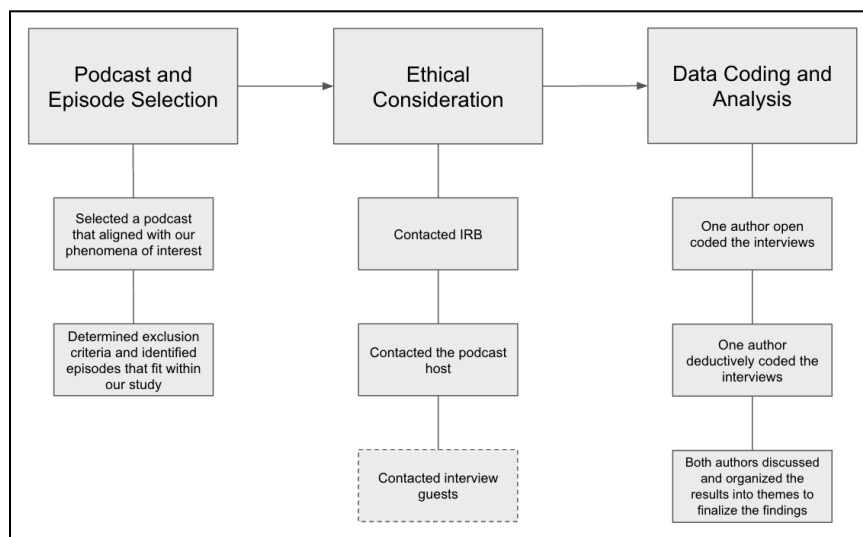 Podcast and
Episode Selection
Selected a podcast
that aligned with our
phenomena of interest
Determined exclusion
criteria and identified
episodes that fit within
our study
Ethical
Consideration
Contacted IRB
Contacted the podcast
host
Contacted interview
guests
Data Coding and
Analysis
One author open
coded the interviews
One author
deductively coded the
interviews
Both authors discussed
and organized the
results into themes to
finalize the findings